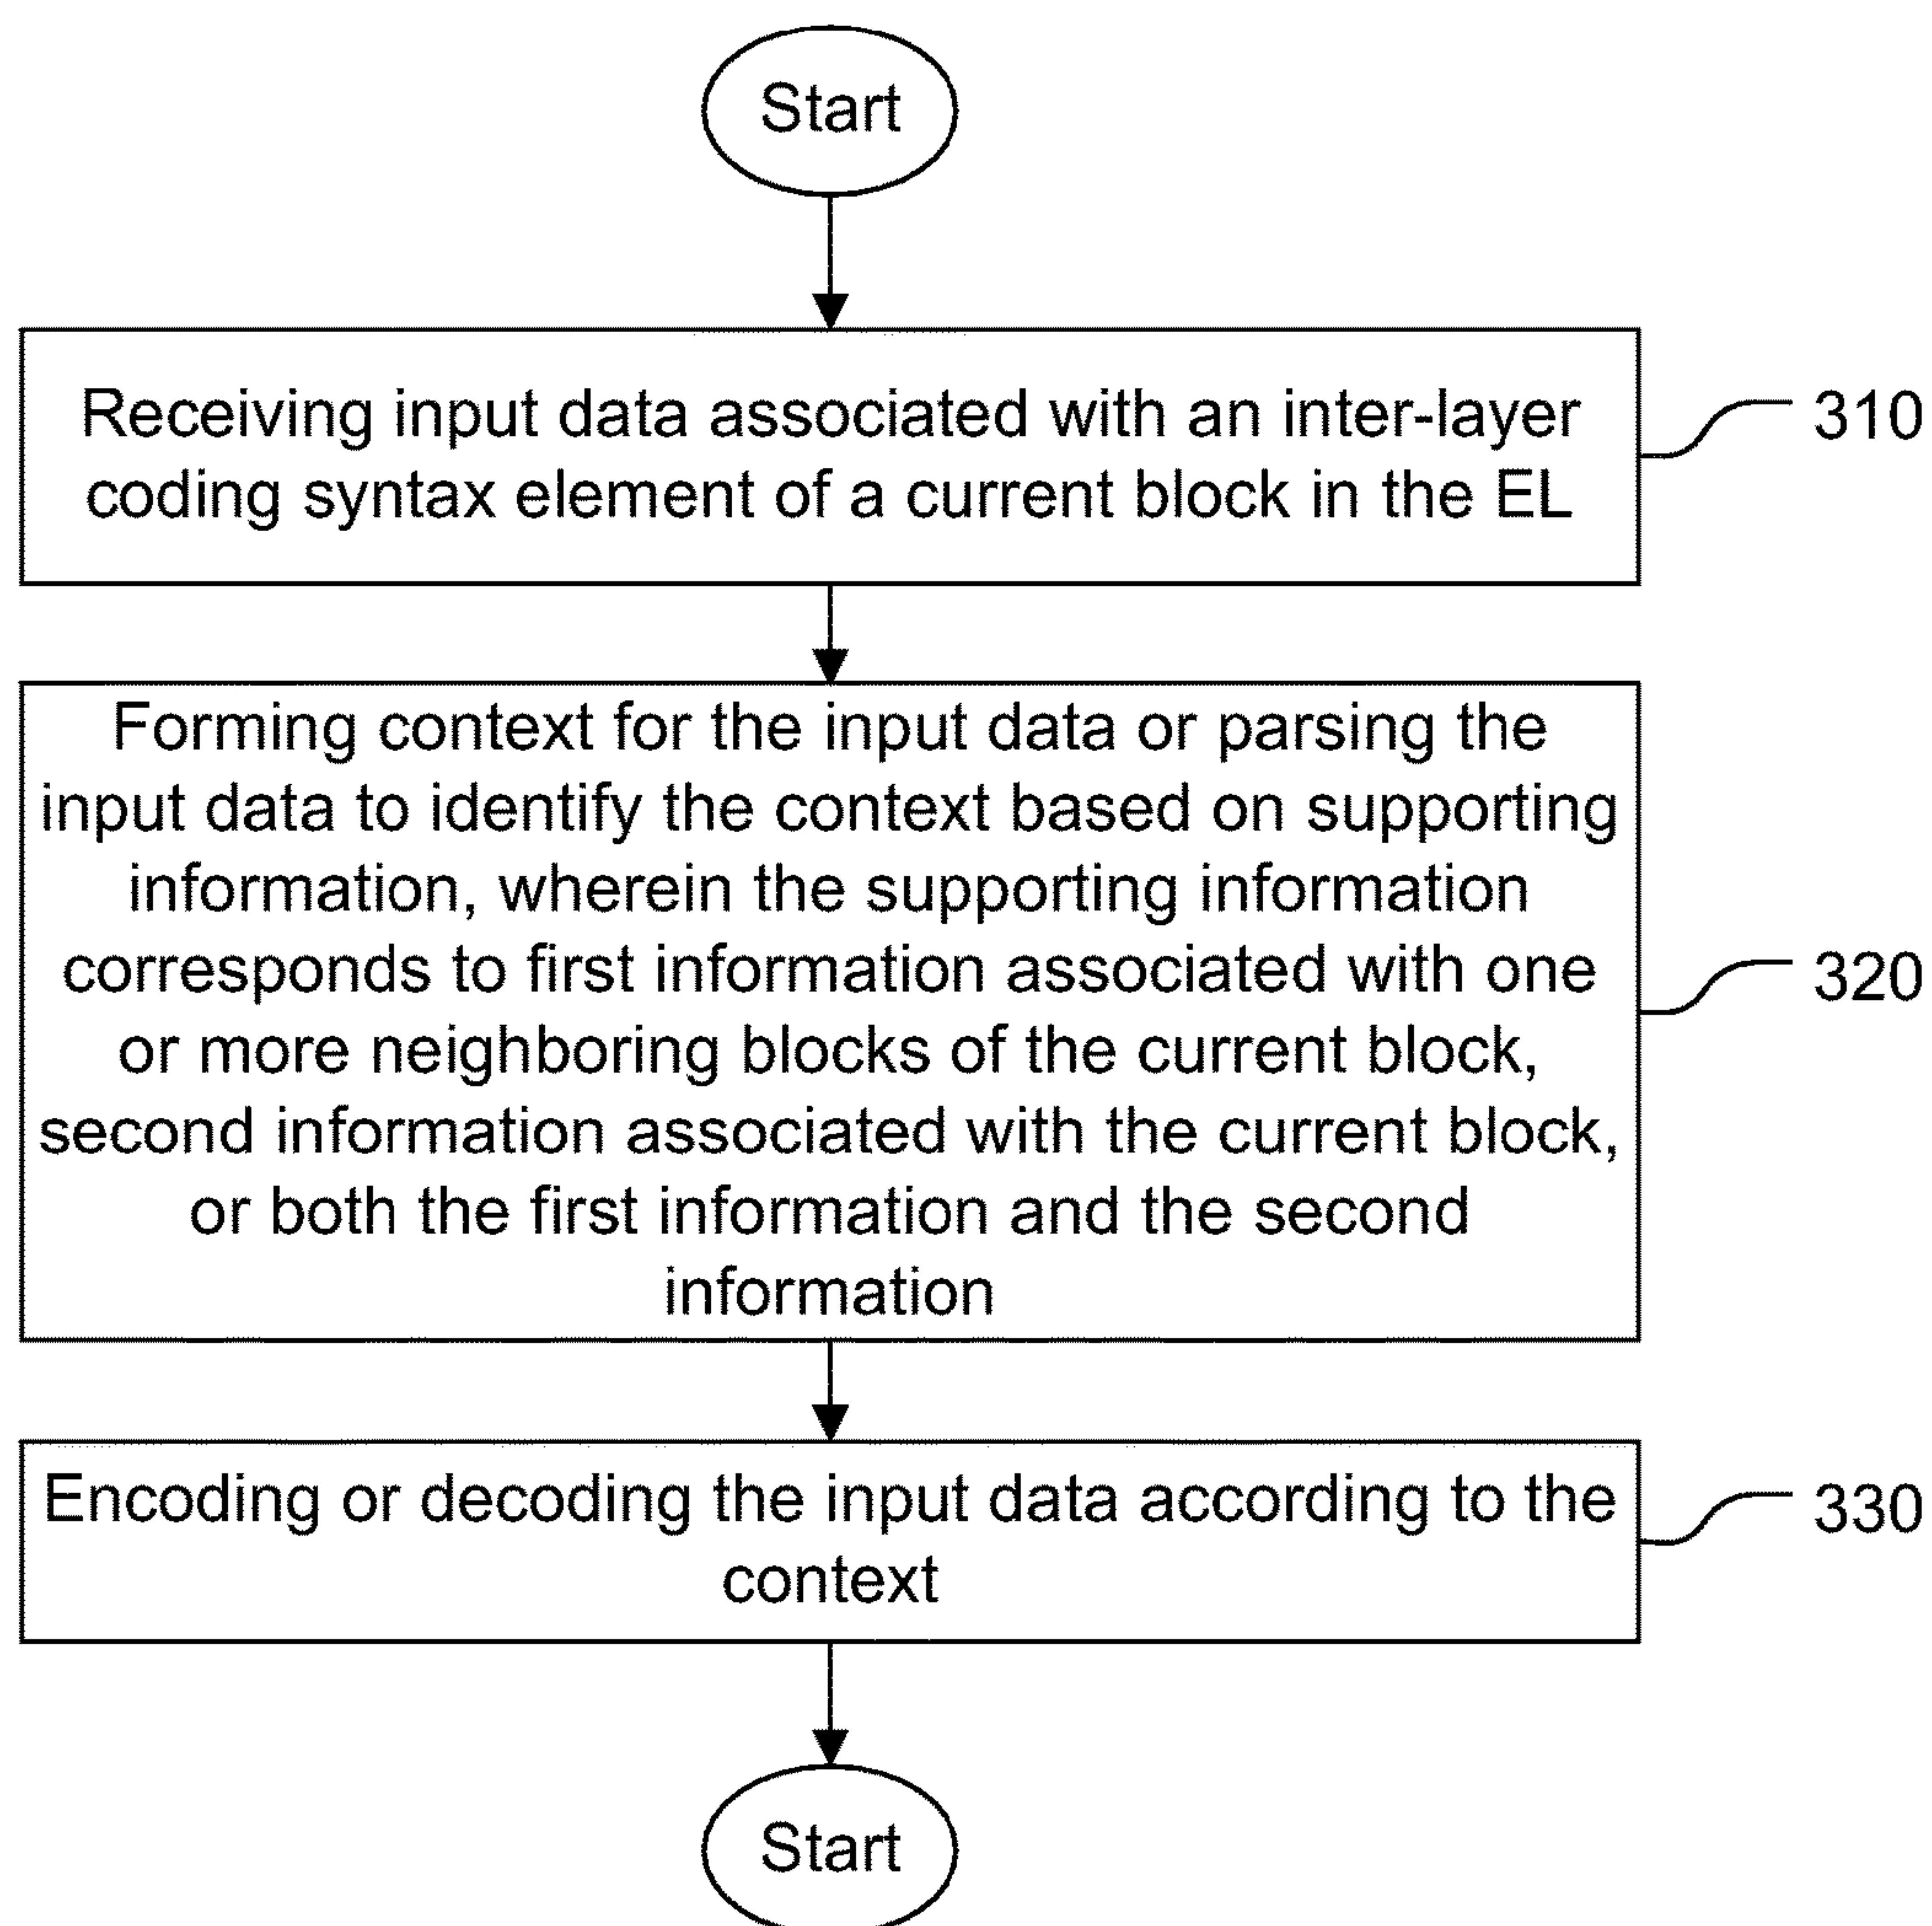 Start
Receiving input data associated with an inter-layer
coding syntax element of a current block in the EL
310
Forming context for the input data or parsing the
input data to identify the context based on supporting
information, wherein the supporting information
corresponds to first information associated with one
or more neighboring blocks of the current block,
second information associated with the current block,
or both the first information and the second
information
320
Encoding or decoding the input data according to the
context
330
Start